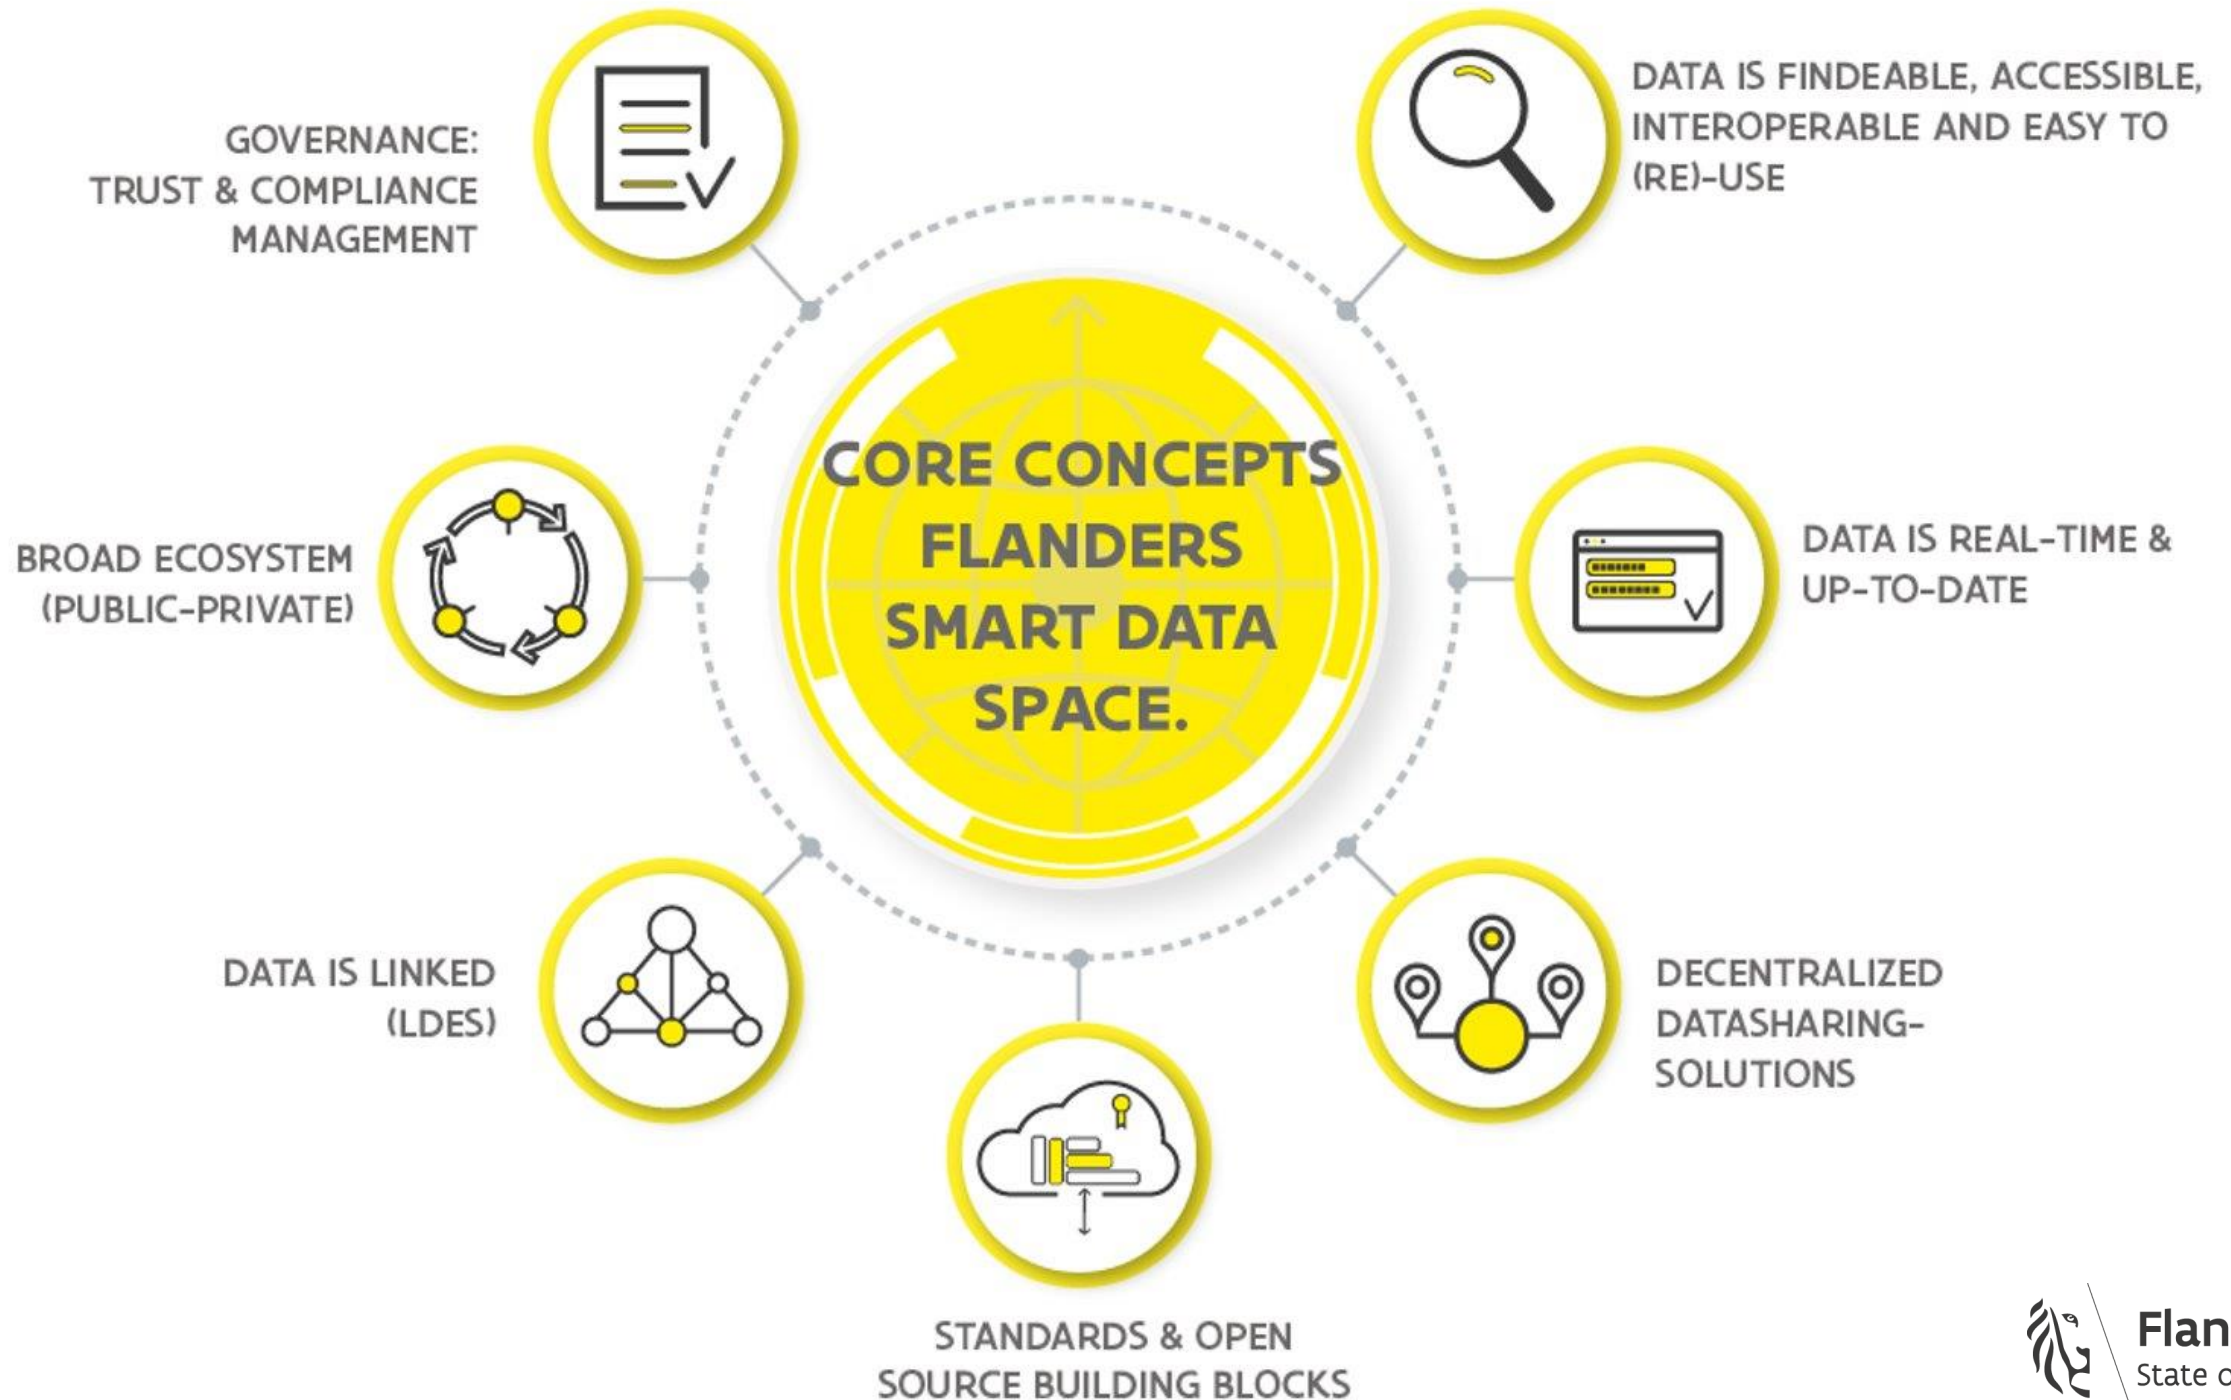 GOVERNANCE:
TRUST & COMPLIANCE
MANAGEMENT
DATA IS FINDEABLE, ACCESSIBLE,
INTEROPERABLE AND EASY TO
(RE)-USE
CORE CONCEPTS
FLANDERS
SMART DATA
SPACE.
BROAD ECOSYSTEM
(PUBLIC-PRIVATE)
DATA IS REAL-TIME &
UP-TO-DATE
DATA IS LINKED
(LDES)
DECENTRALIZED
DATASHARING-
SOLUTIONS
STANDARDS & OPEN
SOURCE BUILDING BLOCKS
Flan
State o